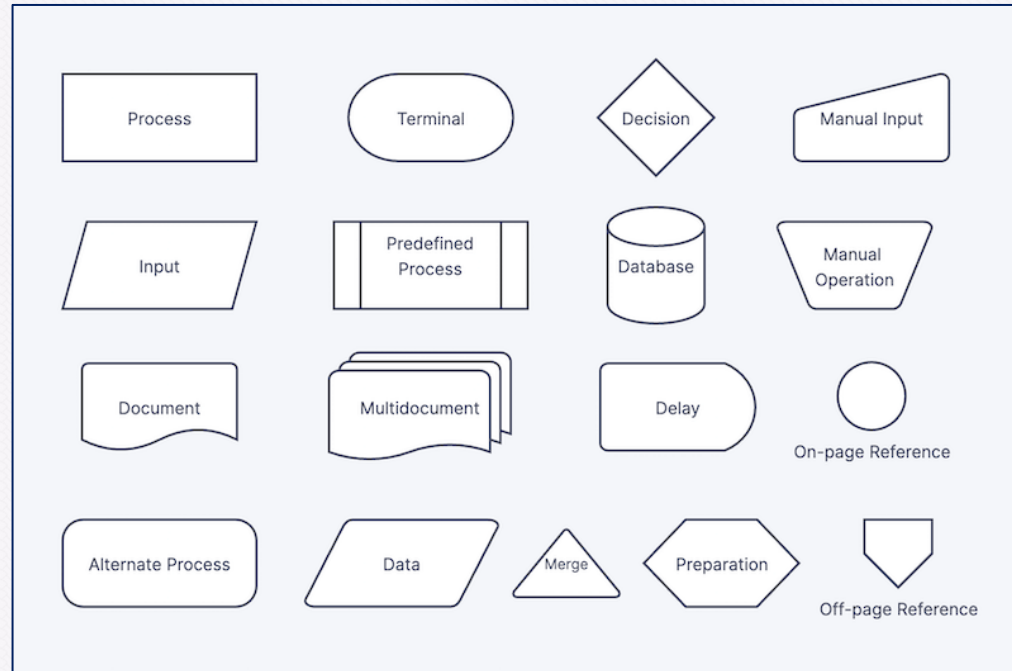 Process
Terminal
Decision
Manual Input
Input
Predefined
Process
Database
Manual
Operation
Document
Multidocument
Delay
On-page Reference
Alternate Process
Data
Merge
Preparation
Off-page Reference